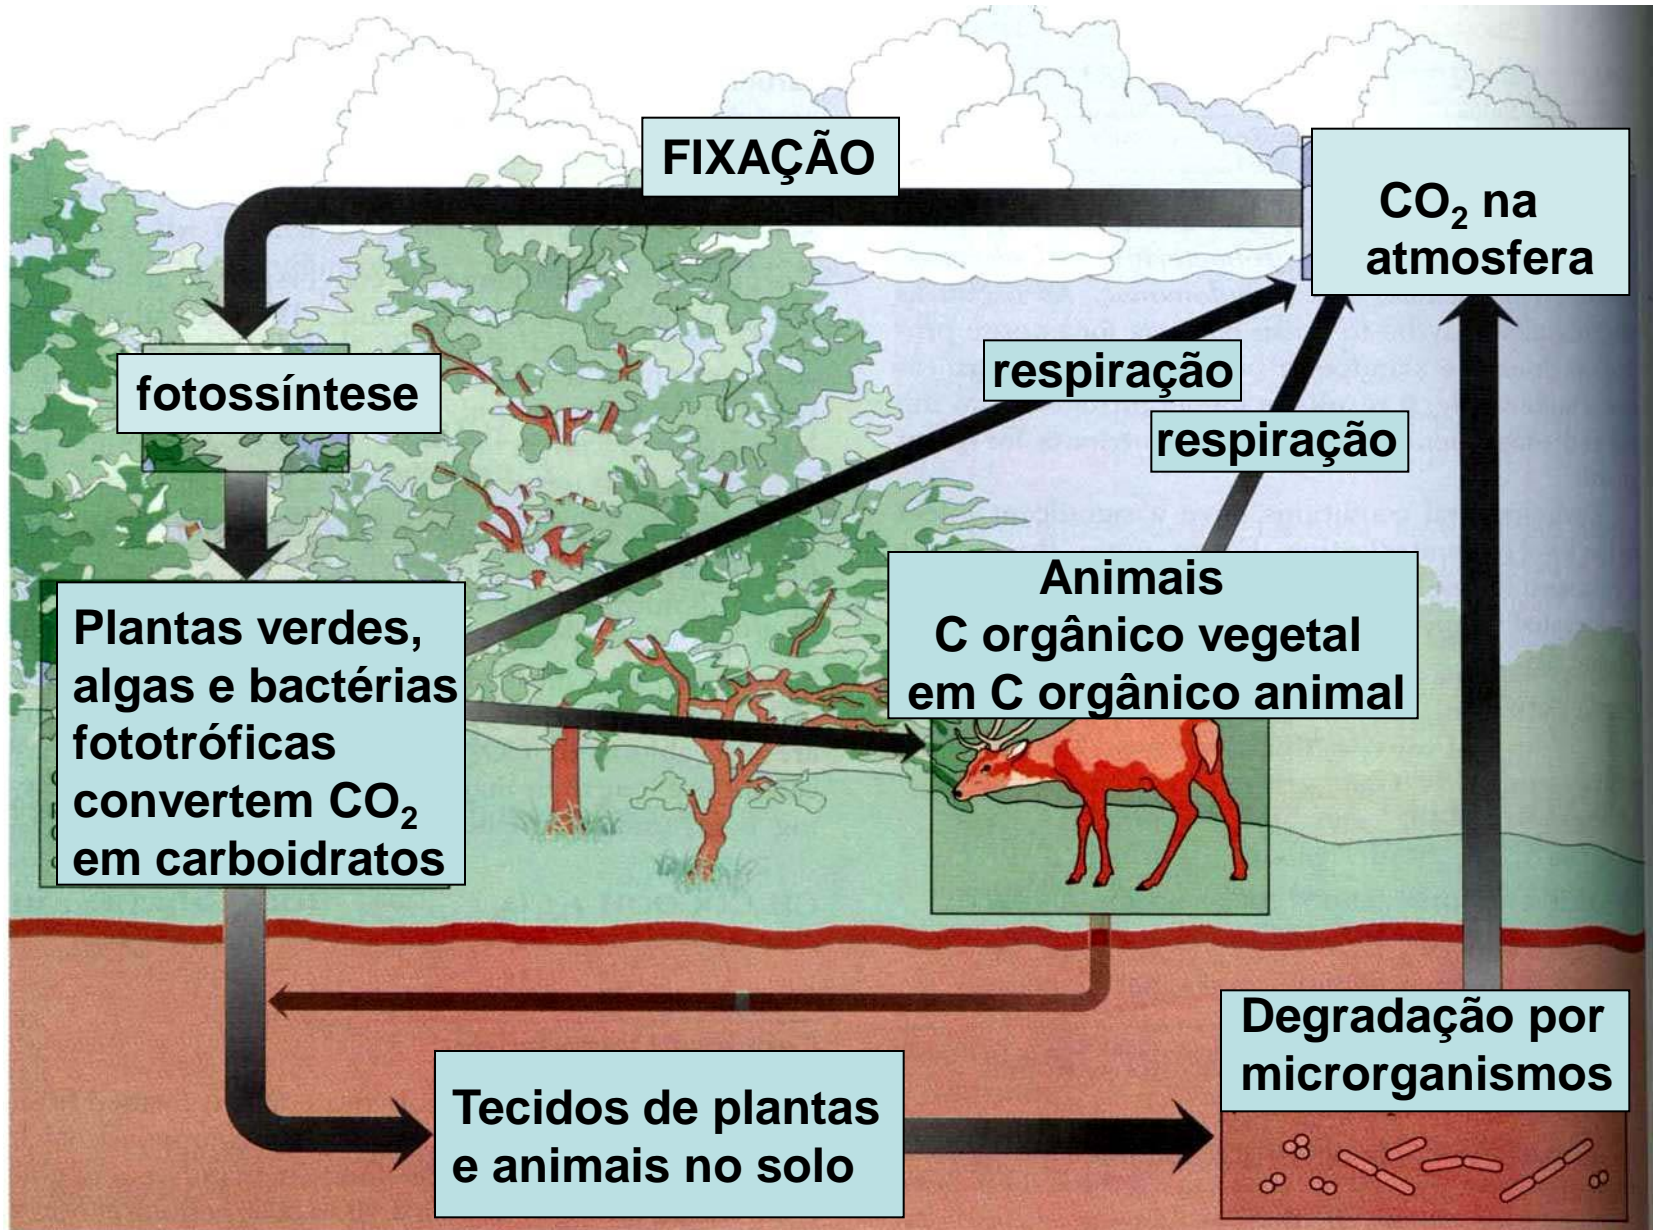 FIXAÇÃO
CO₂ na
atmosfera
fotossíntese
respiração
respiração
Animais
C orgânico vegetal
em C orgânico animal
Plantas verdes,
algas e bactérias
fototróficas
convertem CO₂
em carboidratos
Degradação por
microrganismos
Tecidos de plantas
e animais no solo